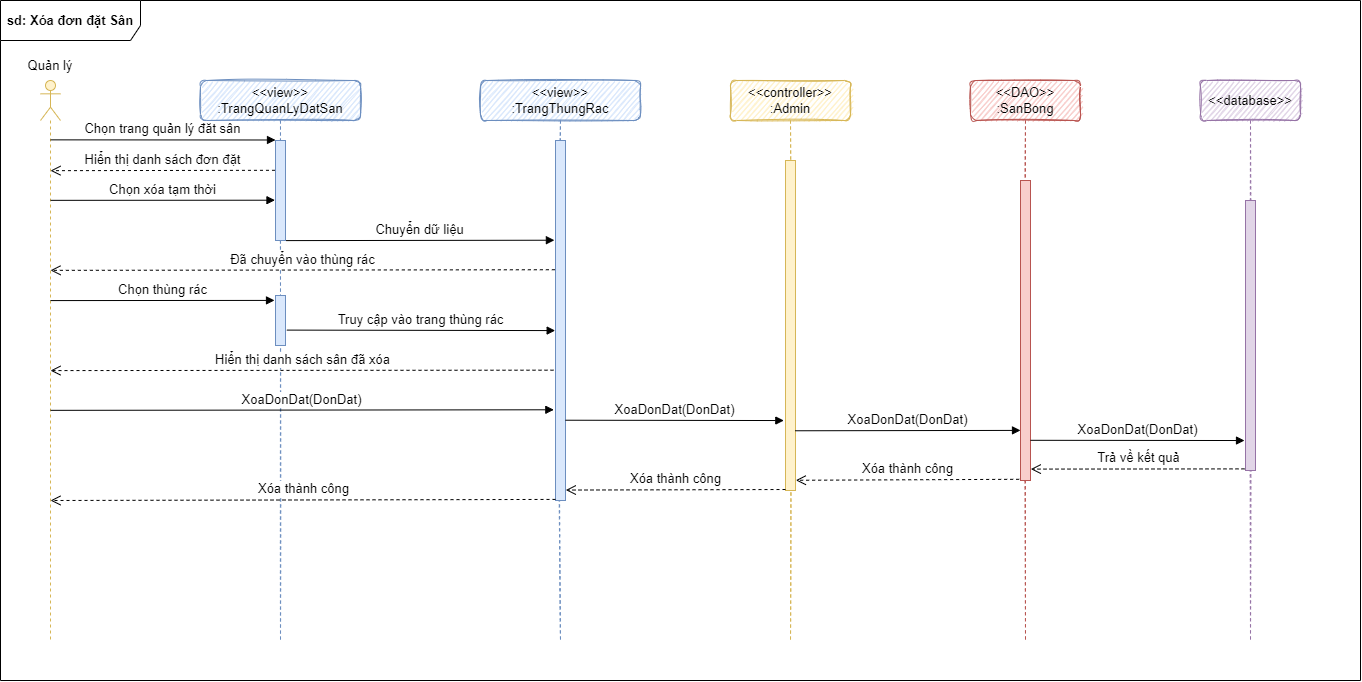 sd: Xóa đơn đặt Sân
Quản lý
<<view>>
:TrangQuanLyDatSan
<<view>>
:TrangThungRac
<<controller>>
:Admin
<<DAO>>
:SanBong
<<database>>
Chọn trang quản lý đăt sân
Hiển thị danh sách đơn đặt
Chọn xóa tạm thời
Chuyển dữ liệu
Đã chuyển vào thùng rác
Chọn thùng rác
Truy cập vào trang thùng rác
Hiển thị danh sách sân đã xóa
XoaDonDat(DonDat)
XoaDonDat(DonDat)
XoaDonDat(DonDat)
XoaDonDat(DonDat)
Trả về kết quả
Xóa thành công
Xóa thành công
Xóa thành công